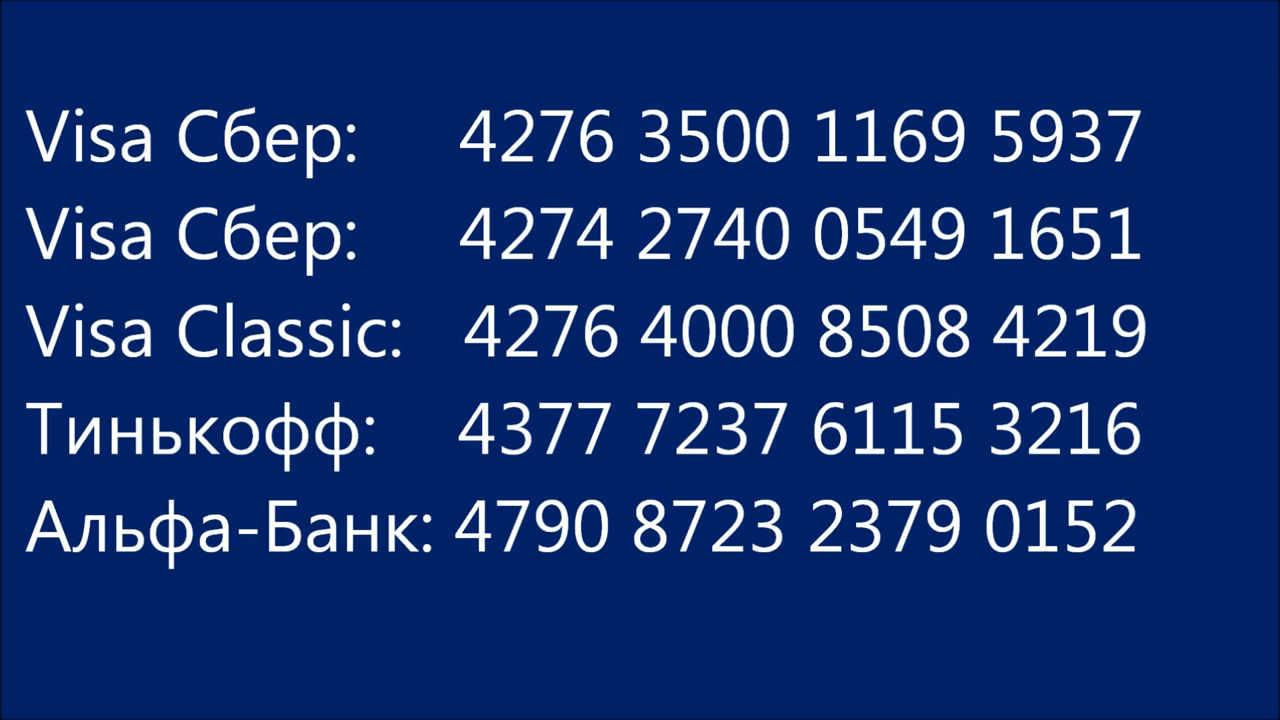 Visa Сбер: 4276 3500 1169 5937
Visa Сбер: 4274 2740 0549 1651
Visa Classic: 4276 4000 8508 4219
Тинькофф: 4377 7237 6115 3216
Альфа-Банк: 4790 8723 2379 0152